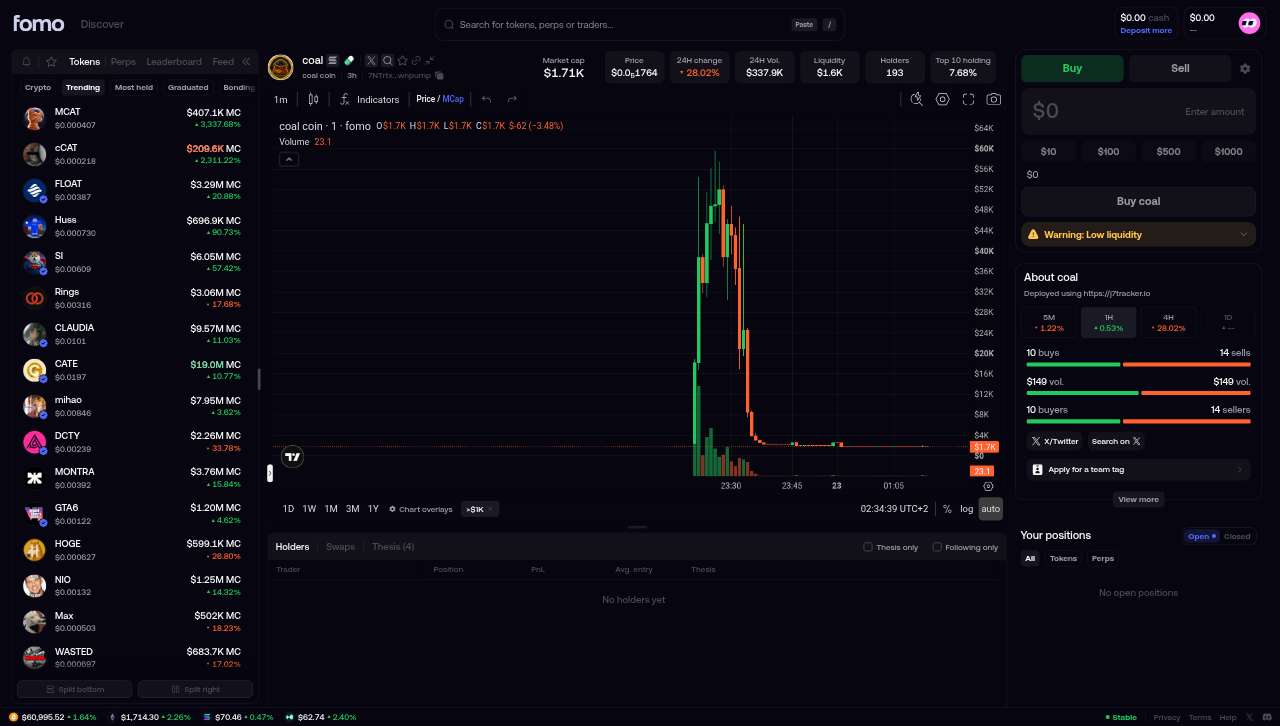 fomo Discover
Search for tokens, perps or traders... Paste /
$0.00 cash
Deposit more
$0.00
—
Tokens Perps Leaderboard Feed
Crypto Trending Most held Graduated Bonding
MCAT $407.1K MC
$0.000407 3,337.68%
cCAT $209.6K MC
$0.000218 2,311.22%
FLOAT $3.29M MC
$0.00387 20.88%
Huss $696.9K MC
$0.000730 90.73%
SI $6.05M MC
$0.00609 57.42%
Rings $3.06M MC
$0.00316 17.68%
CLAUDIA $9.57M MC
$0.0101 11.03%
CATE $19.0M MC
$0.0197 10.77%
mihao $7.95M MC
$0.00846 3.62%
DCTY $2.26M MC
$0.00239 33.78%
MONTRA $3.76M MC
$0.00392 15.84%
GTA6 $1.20M MC
$0.00122 4.62%
HOGE $599.1K MC
$0.000627 26.80%
NIO $1.25M MC
$0.00132 14.32%
Max $502K MC
$0.000503 18.23%
WASTED $683.7K MC
$0.000697 17.02%
Split bottom Split right
coal
coal coin 3h 7NTrtx...wnpump
Market cap
$1.71K
Price
$0.0₅1764
24H change
28.02%
24H Vol.
$337.9K
Liquidity
$1.6K
Holders
193
Top 10 holding
7.68%
1m Indicators Price / MCap
coal coin · 1 · fomo O$1.7K H$1.7K L$1.7K C$1.7K $-62 (−3.48%)
Volume 23.1
$64K
$60K
$56K
$52K
$48K
$44K
$40K
$36K
$32K
$28K
$24K
$20K
$16K
$12K
$8K
$4K
$1.7K
$0
23.1
23:30 23:45 23 01:05
1D 1W 1M 3M 1Y Chart overlays >$1K 02:34:39 UTC+2 % log auto
Holders Swaps Thesis (4) Thesis only Following only
Trader Position PnL Avg. entry Thesis
No holders yet
Buy Sell
$0 Enter amount
$10 $100 $500 $1000
$0
Buy coal
Warning: Low liquidity
About coal
Deployed using https://j7tracker.io
5M 1H 4H 1D
1.22% 0.53% 28.02% --
10 buys 14 sells
$149 vol. $149 vol.
10 buyers 14 sellers
X/Twitter Search on X
Apply for a team tag
View more
Your positions Open Closed
All Tokens Perps
No open positions
$60,995.52 1.64% $1,714.30 2.26% $70.46 0.47% $62.74 2.40% Stable Privacy Terms Help